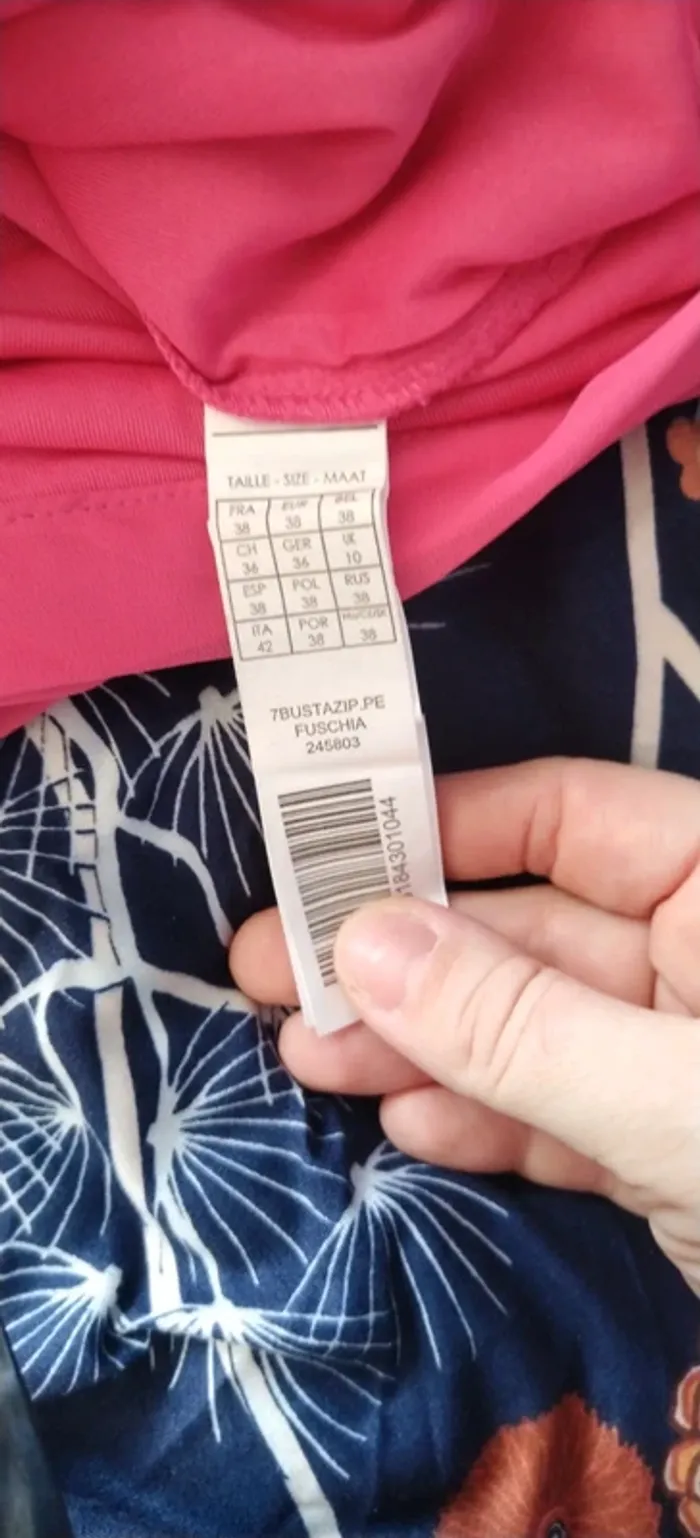 TAILLE - SIZE - MAAT
FRA EUR BEL
38 38 38
CH GER UK
36 36 10
ESP POL RUS
38 38 38
ITA POR
42 38 38
7BUSTAZIP.PE
FUSCHIA
245803
184301044